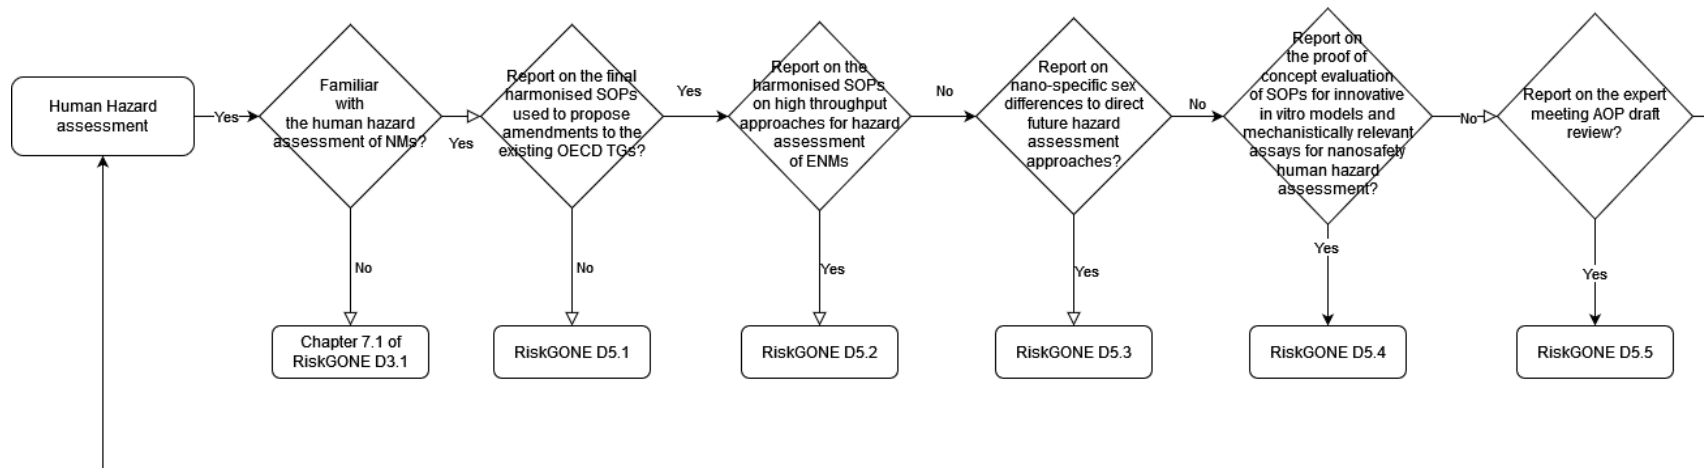 Human Hazard
assessment
Yes
Familiar
with
the human hazard
assessment of NMs?
Yes
No
Chapter 7.1 of
RiskGONE D3.1
Report on the final
harmonised SOPs
used to propose
amendments to the
existing OECD TGs?
Yes
No
RiskGONE D5.1
Report on the
harmonised SOPs
on high throughput
approaches for hazard
assessment
of ENMs
No
Yes
RiskGONE D5.2
Report on
nano-specific sex
differences to direct
future hazard
assessment
approaches?
No
Yes
RiskGONE D5.3
Report on
the proof of
concept evaluation
of SOPs for innovative
in vitro models and
mechanistically relevant
assays for nanosafety
human hazard
assessment?
No
Yes
RiskGONE D5.4
Report on the expert
meeting AOP draft
review?
Yes
RiskGONE D5.5